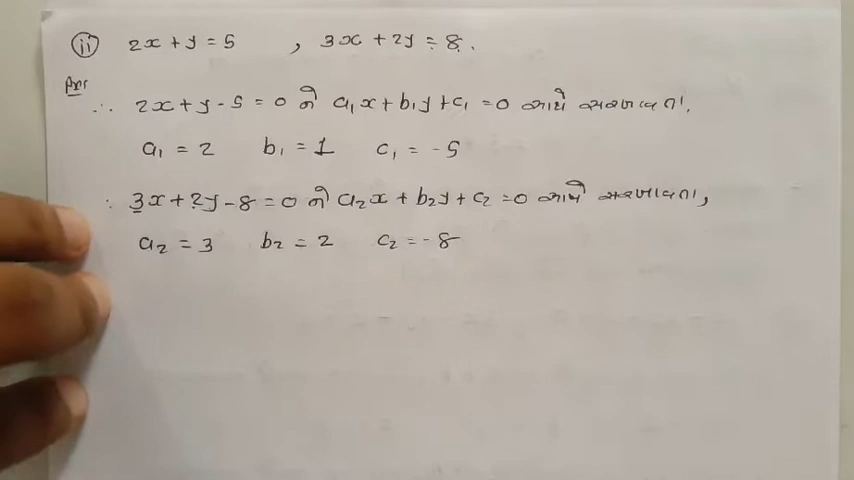 (ii) 2x + y = 5 , 3x + 2y = 8.
Ans
∴ 2x + y - 5 = 0 ને a₁x + b₁y + c₁ = 0 સાથે સરખાવતા.
a₁ = 2 b₁ = 1 c₁ = -5
: 3x + 2y - 8 = 0 ને a₂x + b₂y + c₂ = 0 સાથે સરખાવતા,
a₂ = 3 b₂ = 2 c₂ = -8